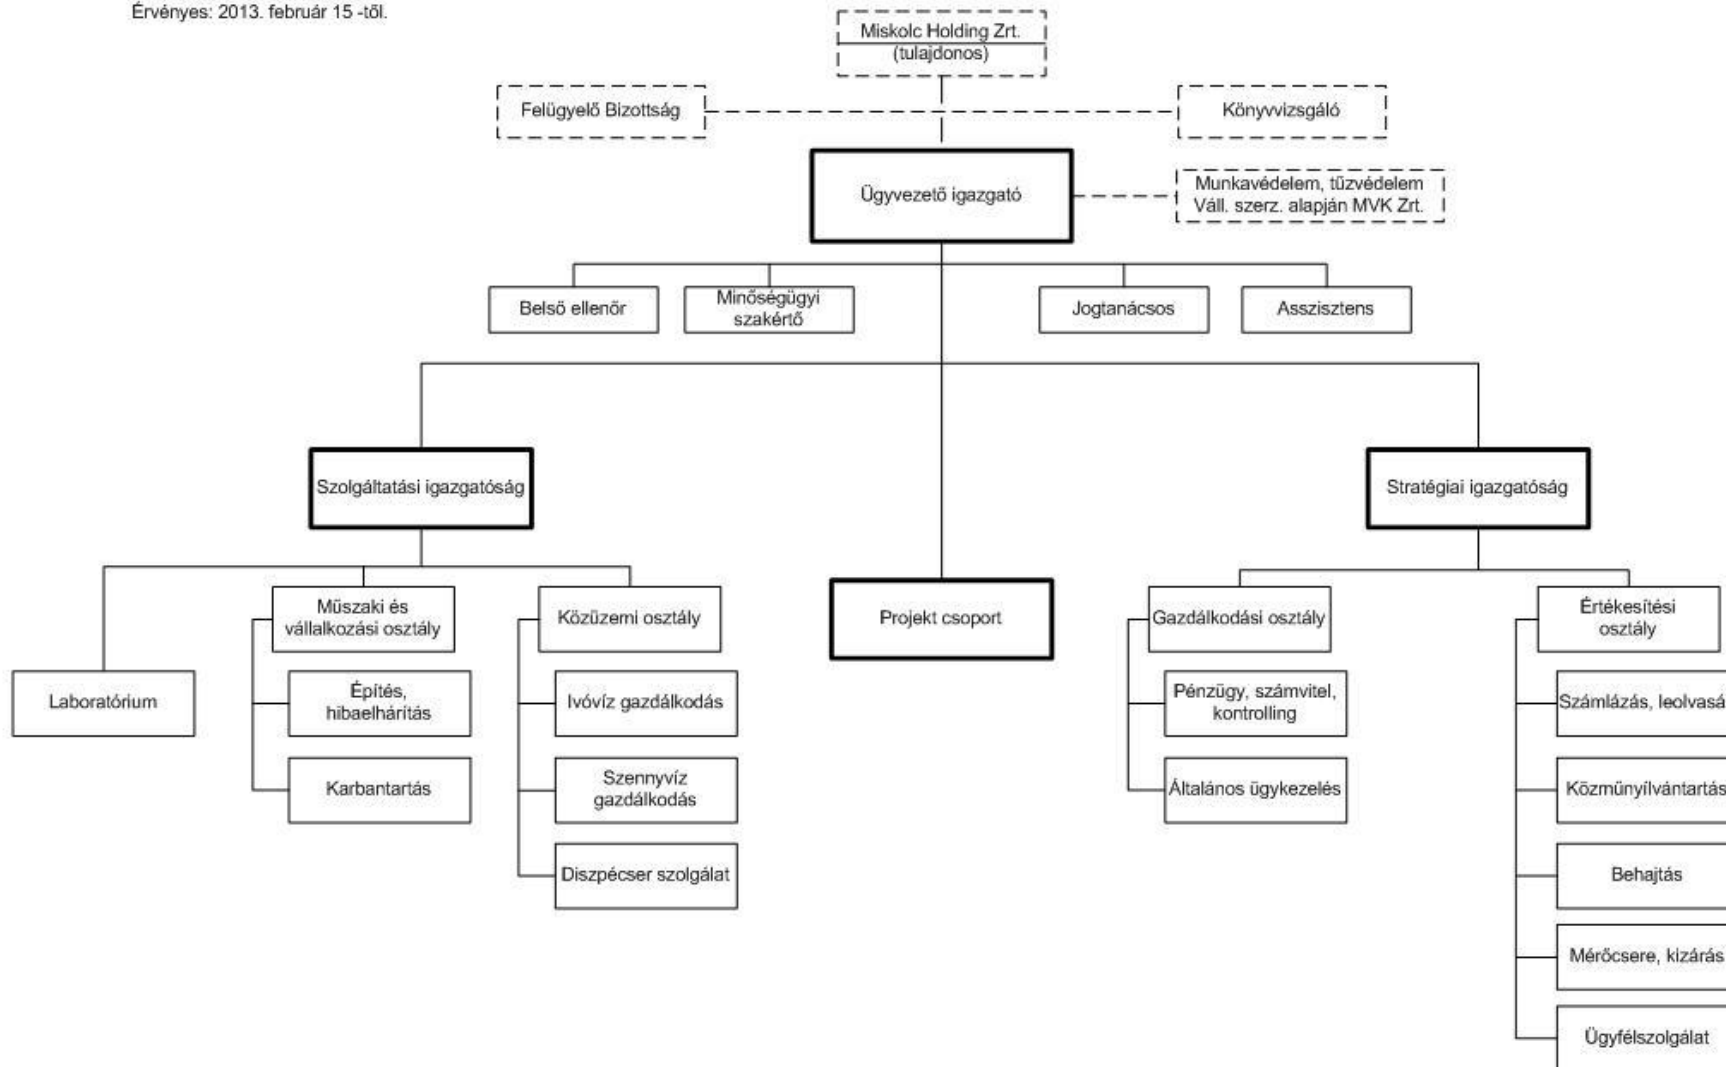 Érvényes: 2013. február 15 -től.
Miskolc Holding Zrt.
(tulajdonos)
Felügyelő Bizottság
Könyvvizsgáló
Ügyvezető igazgató
Munkavédelem, tűzvédelem
Váll. szerz. alapján MVK Zrt.
Belső ellenőr
Minőségügyi
szakértő
Jogtanácsos
Asszisztens
Szolgáltatási igazgatóság
Stratégiai igazgatóság
Projekt csoport
Laboratórium
Műszaki és
vállalkozási osztály
Építés,
hibaelhárítás
Karbantartás
Közüzemi osztály
Ivóvíz gazdálkodás
Szennyvíz
gazdálkodás
Diszpécser szolgálat
Gazdálkodási osztály
Pénzügy, számvitel,
kontrolling
Általános ügykezelés
Értékesítési
osztály
Számlázás, leolvasá
Közműnyílvántartás
Behajtás
Mérőcsere, kizárás
Ügyfélszolgálat